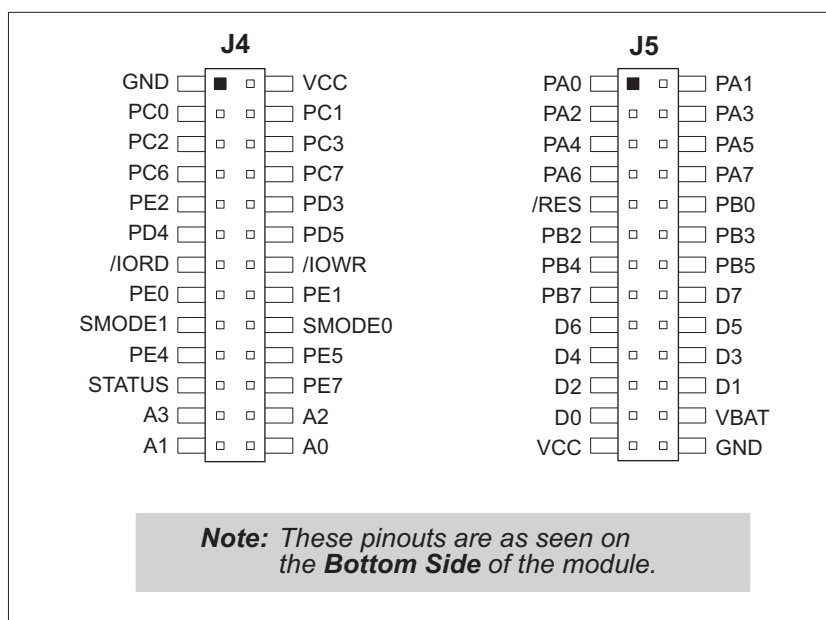 J4
GND VCC
PC0 PC1
PC2 PC3
PC6 PC7
PE2 PD3
PD4 PD5
/IORD /IOWR
PE0 PE1
SMODE1 SMODE0
PE4 PE5
STATUS PE7
A3 A2
A1 A0
J5
PA0 PA1
PA2 PA3
PA4 PA5
PA6 PA7
/RES PB0
PB2 PB3
PB4 PB5
PB7 D7
D6 D5
D4 D3
D2 D1
D0 VBAT
VCC GND
Note: These pinouts are as seen on
the Bottom Side of the module.